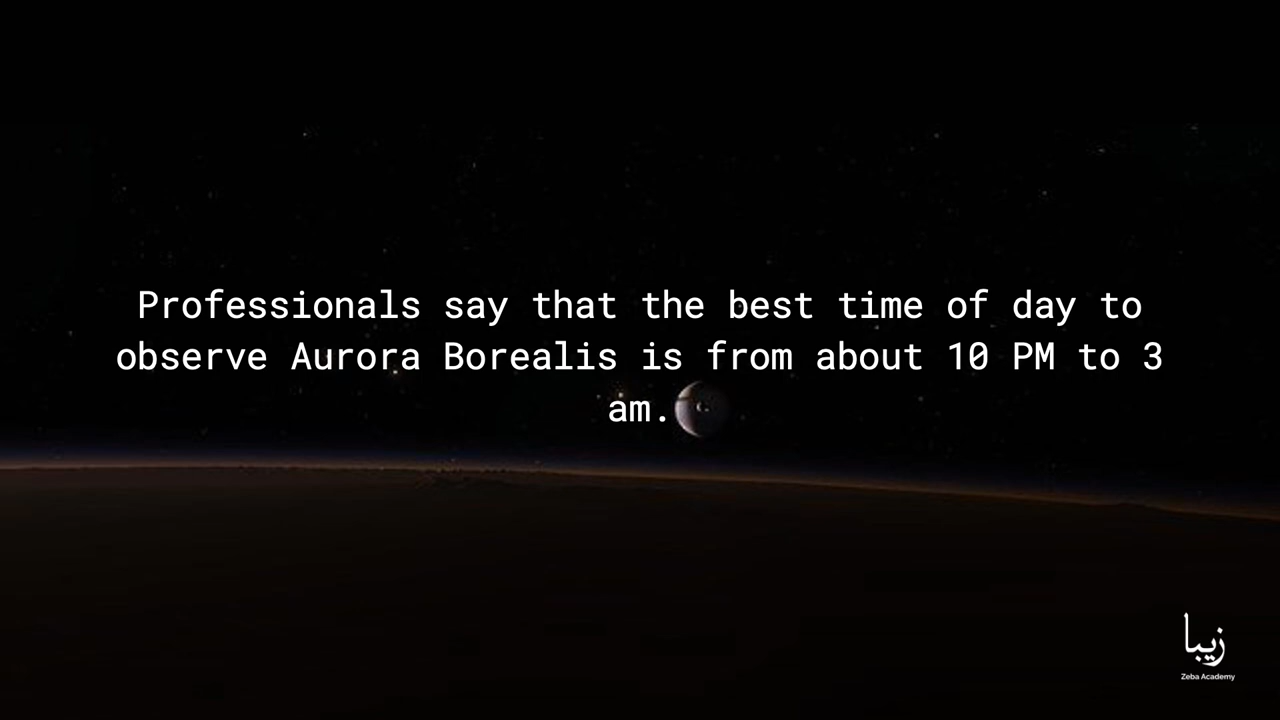 Professionals say that the best time of day to
observe Aurora Borealis is from about 10 PM to 3
am.
زيبا
Zeba Academy